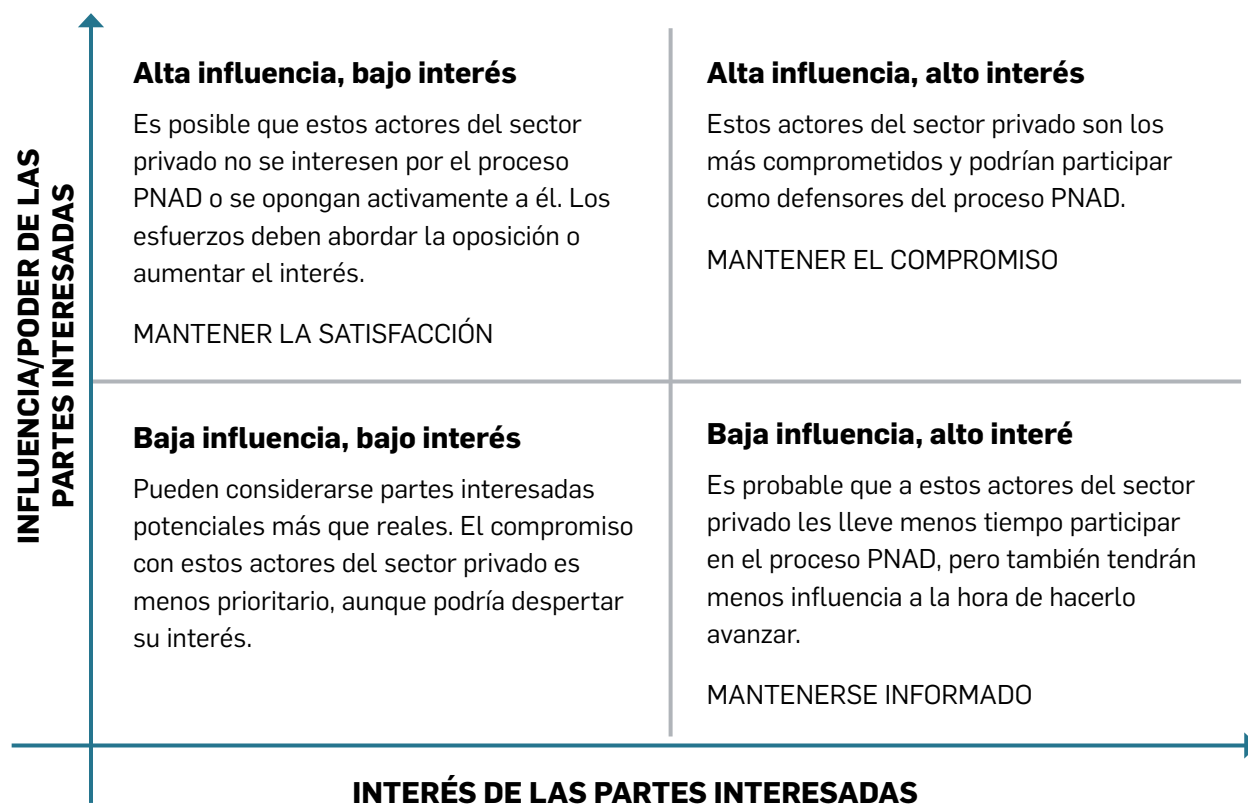 INFLUENCIA/PODER DE LAS
PARTES INTERESADAS
Alta influencia, bajo interés
Es posible que estos actores del sector
privado no se interesen por el proceso
PNAD o se opongan activamente a él. Los
esfuerzos deben abordar la oposición o
aumentar el interés.
MANTENER LA SATISFACCIÓN
Alta influencia, alto interés
Estos actores del sector privado son los
más comprometidos y podrían participar
como defensores del proceso PNAD.
MANTENER EL COMPROMISO
Baja influencia, bajo interés
Pueden considerarse partes interesadas
potenciales más que reales. El compromiso
con estos actores del sector privado es
menos prioritario, aunque podría despertar
su interés.
Baja influencia, alto interé
Es probable que a estos actores del sector
privado les lleve menos tiempo participar
en el proceso PNAD, pero también tendrán
menos influencia a la hora de hacerlo
avanzar.
MANTENERSE INFORMADO
INTERÉS DE LAS PARTES INTERESADAS